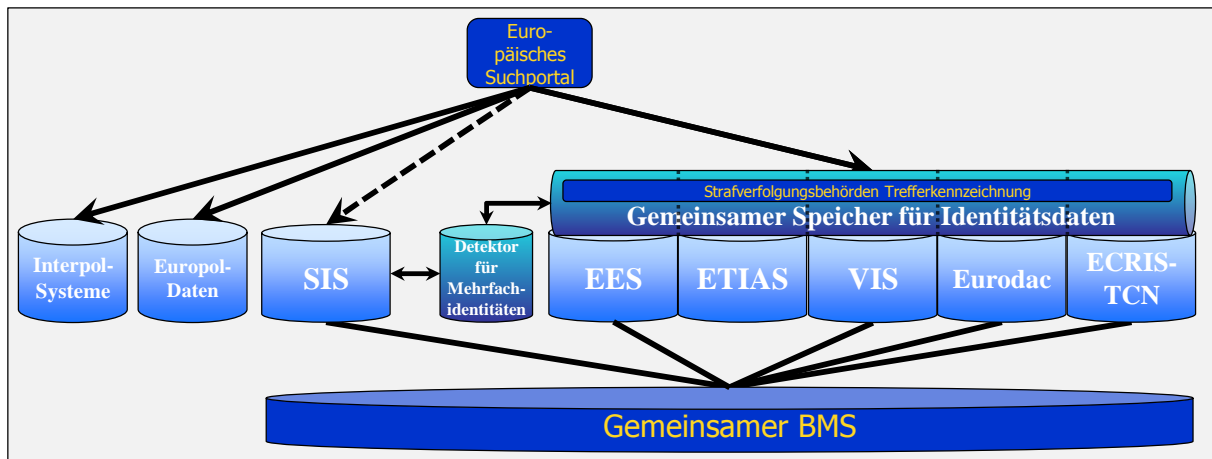 Euro-
päisches
Suchportal
Strafverfolgungsbehörden Trefferkennzeichnung
Gemeinsamer Speicher für Identitätsdaten
Interpol-
Systeme
Europol-
Daten
SIS
Detektor
für
Mehrfach-
identitäten
EES
ETIAS
VIS
Eurodac
ECRIS-
TCN
Gemeinsamer BMS